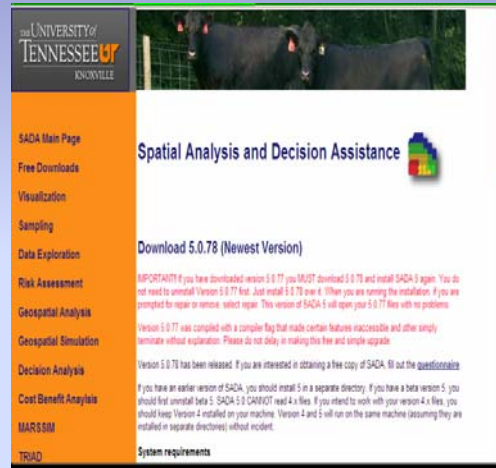 THE UNIVERSITY of
TENNESSEE UT
KNOXVILLE
SADA Main Page
Free Downloads
Visualization
Sampling
Data Exploration
Risk Assessment
Geospatial Analysis
Geospatial Simulation
Decision Analysis
Cost Benefit Anaylsis
MARSSIM
TRIAD
Spatial Analysis and Decision Assistance
Download 5.0.78 (Newest Version)
IMPORTANT!! If you have downloaded version 5.0.77 you MUST download 5.0.78 and install SADA 5 again. You do
not need to uninstall Version 5.0.77 first. Just install 5.0.78 over it. When you are running the installation, if you are
prompted for repair or remove, select repair. This version of SADA 5 will open your 5.0.77 files with no problems.
Version 5.0.77 was compiled with a compiler flag that made certain features inaccessible and other simply
terminate without explanation. Please do not delay in making this free and simple upgrade.
Version 5.0.78 has been released. If you are interested in obtaining a free copy of SADA, fill out the questionnaire
If you have an earlier version of SADA, you should install 5 in a separate directory. If you have a beta version 5, you
should first uninstall beta 5. SADA 5.0 CANNOT read 4.x files. If you intend to work with your version 4.x files, you
should keep Version 4 installed on your machine. Version 4 and 5 will run on the same machine (assuming they are
installed in separate directories) without incident.
System requirements